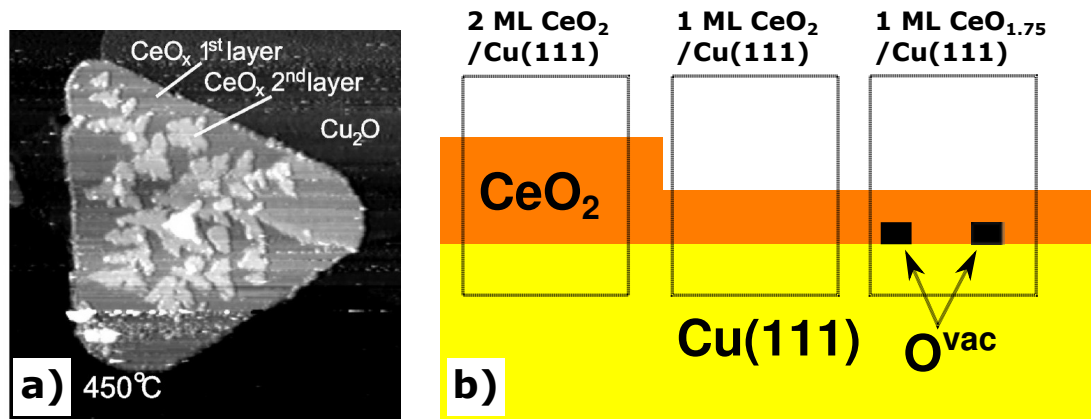 CeOₓ 1ˢᵗ layer
CeOₓ 2ⁿᵈ layer
Cu₂O
a) 450°C
2 ML CeO₂
/Cu(111)
1 ML CeO₂
/Cu(111)
1 ML CeO₁.₇₅
/Cu(111)
CeO₂
Cu(111)
Oᵛᵃᶜ
b)